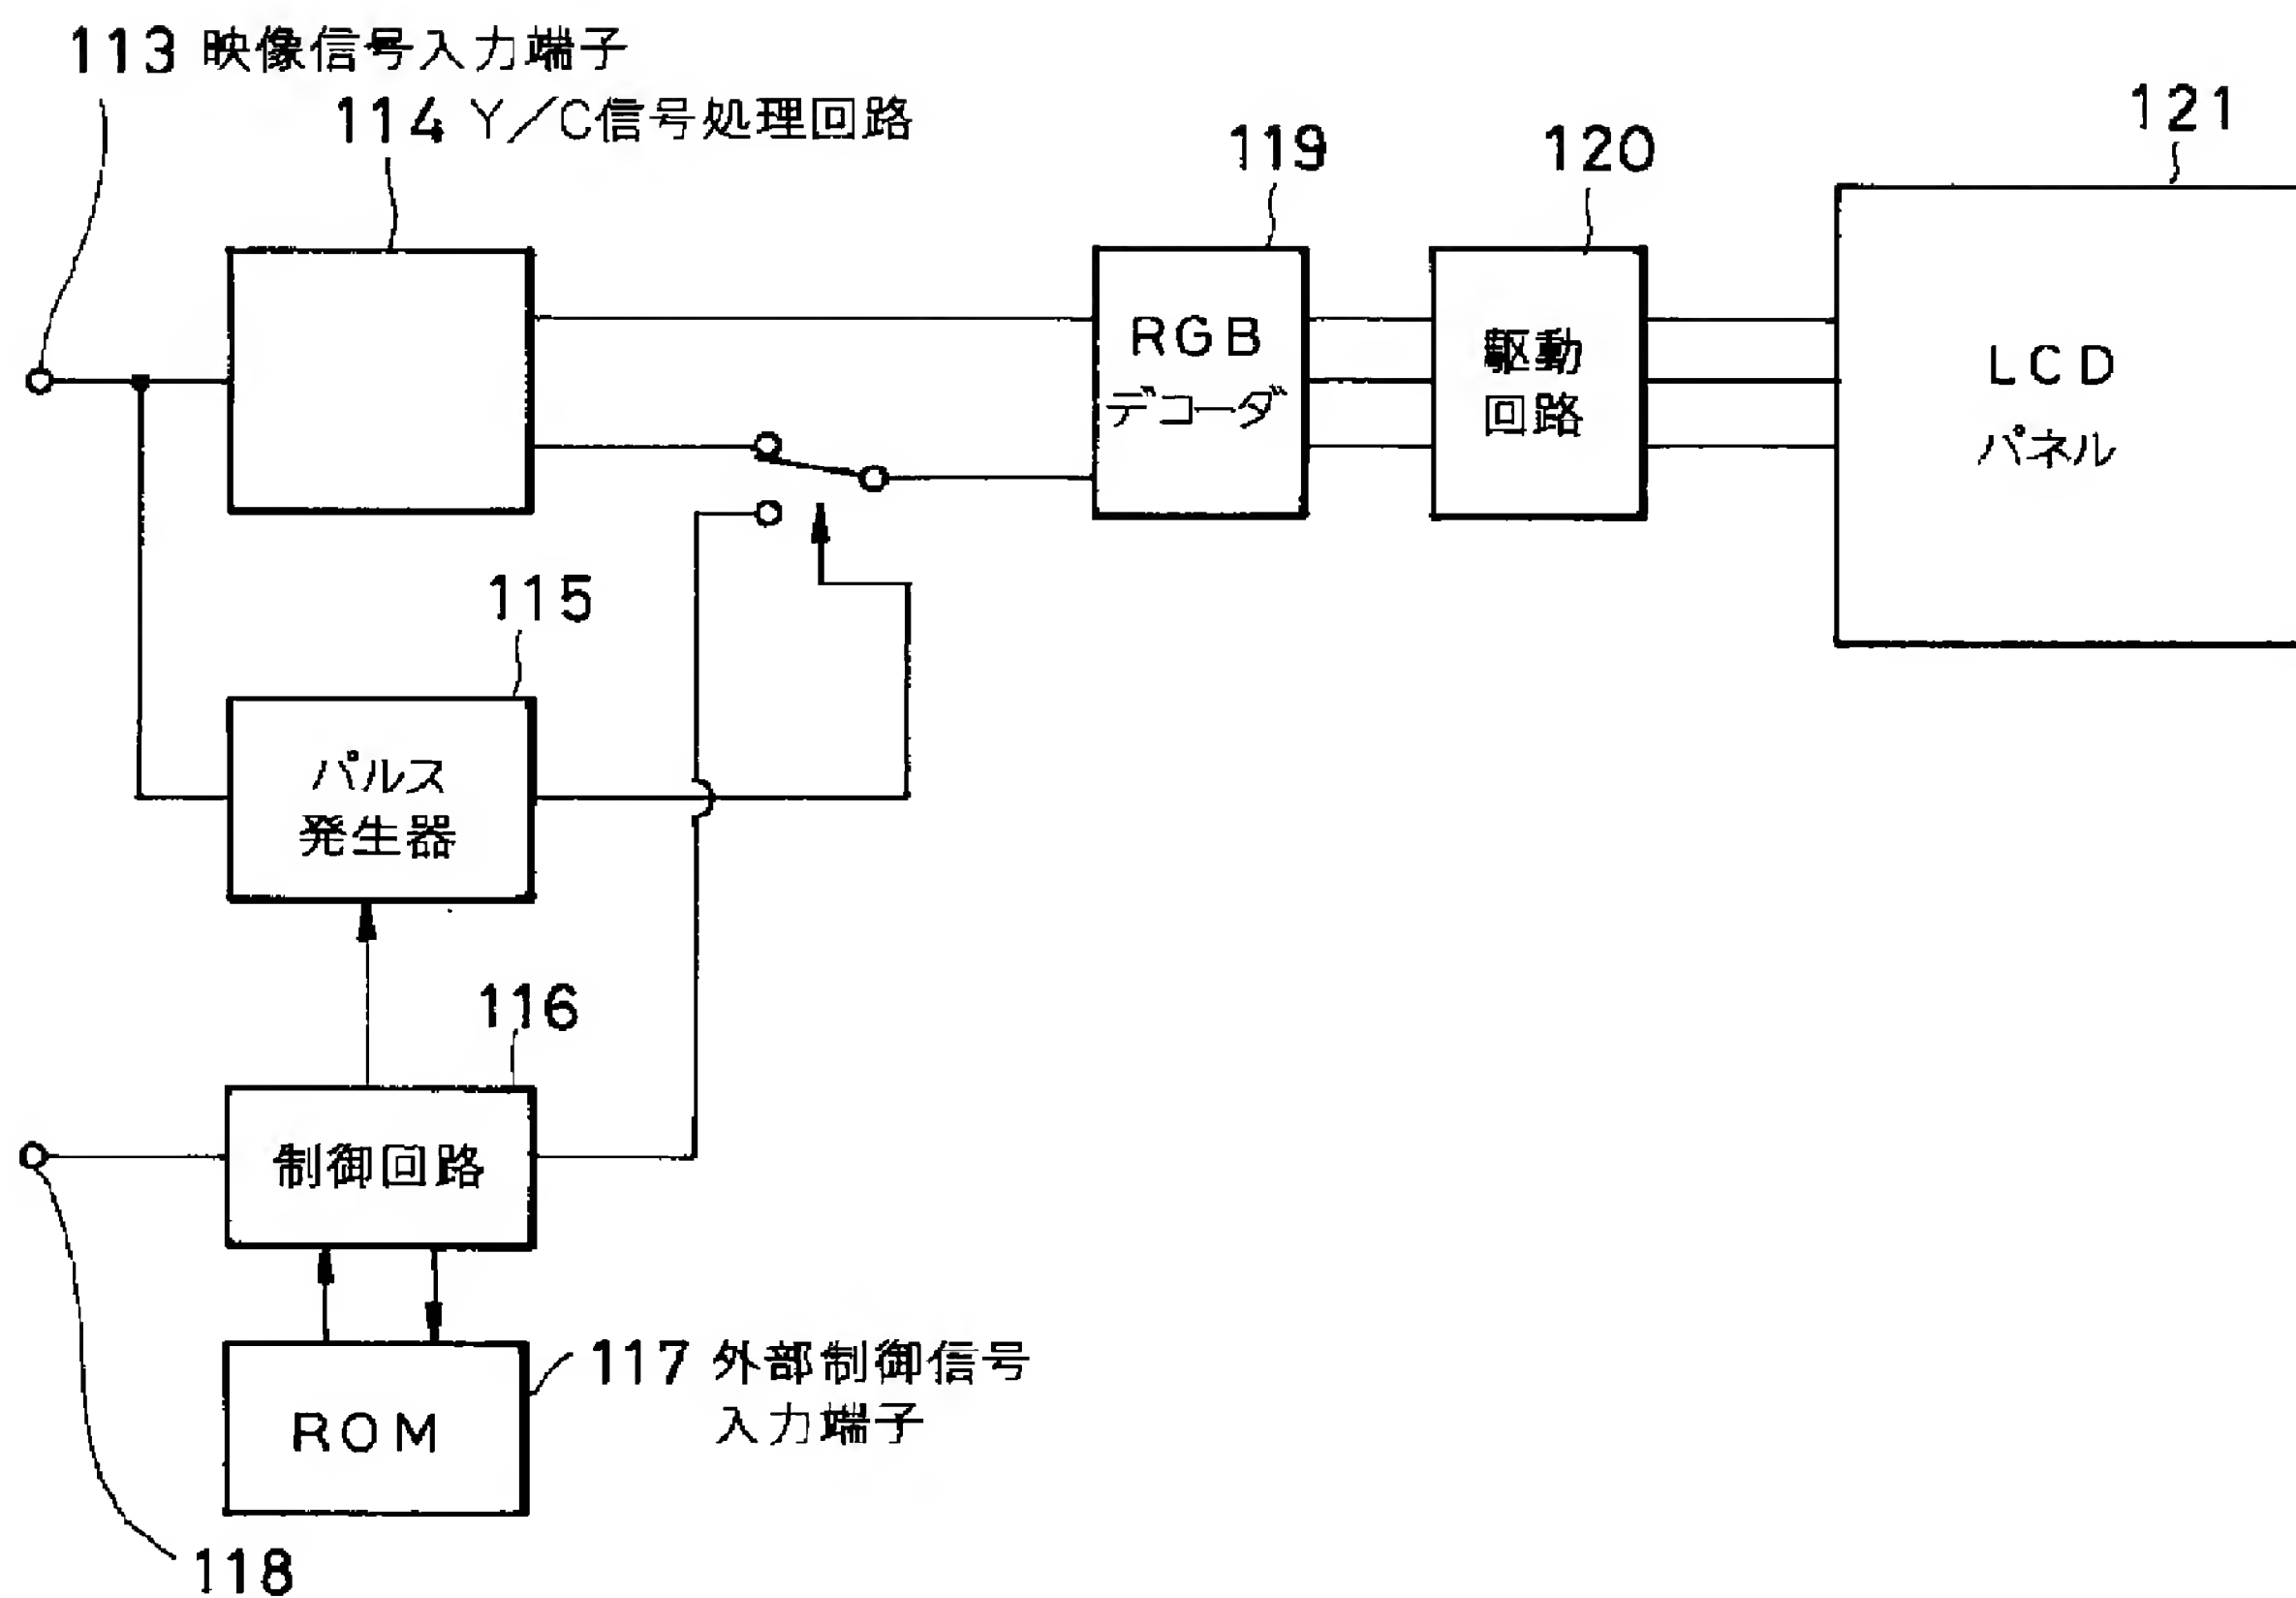 113 映像信号入力端子
114 Y/C信号処理回路
119
120
121
RGB
デコーダ
駆動
回路
LCD
パネル
115
パルス
発生器
116
制御回路
117 外部制御信号
入力端子
ROM
118